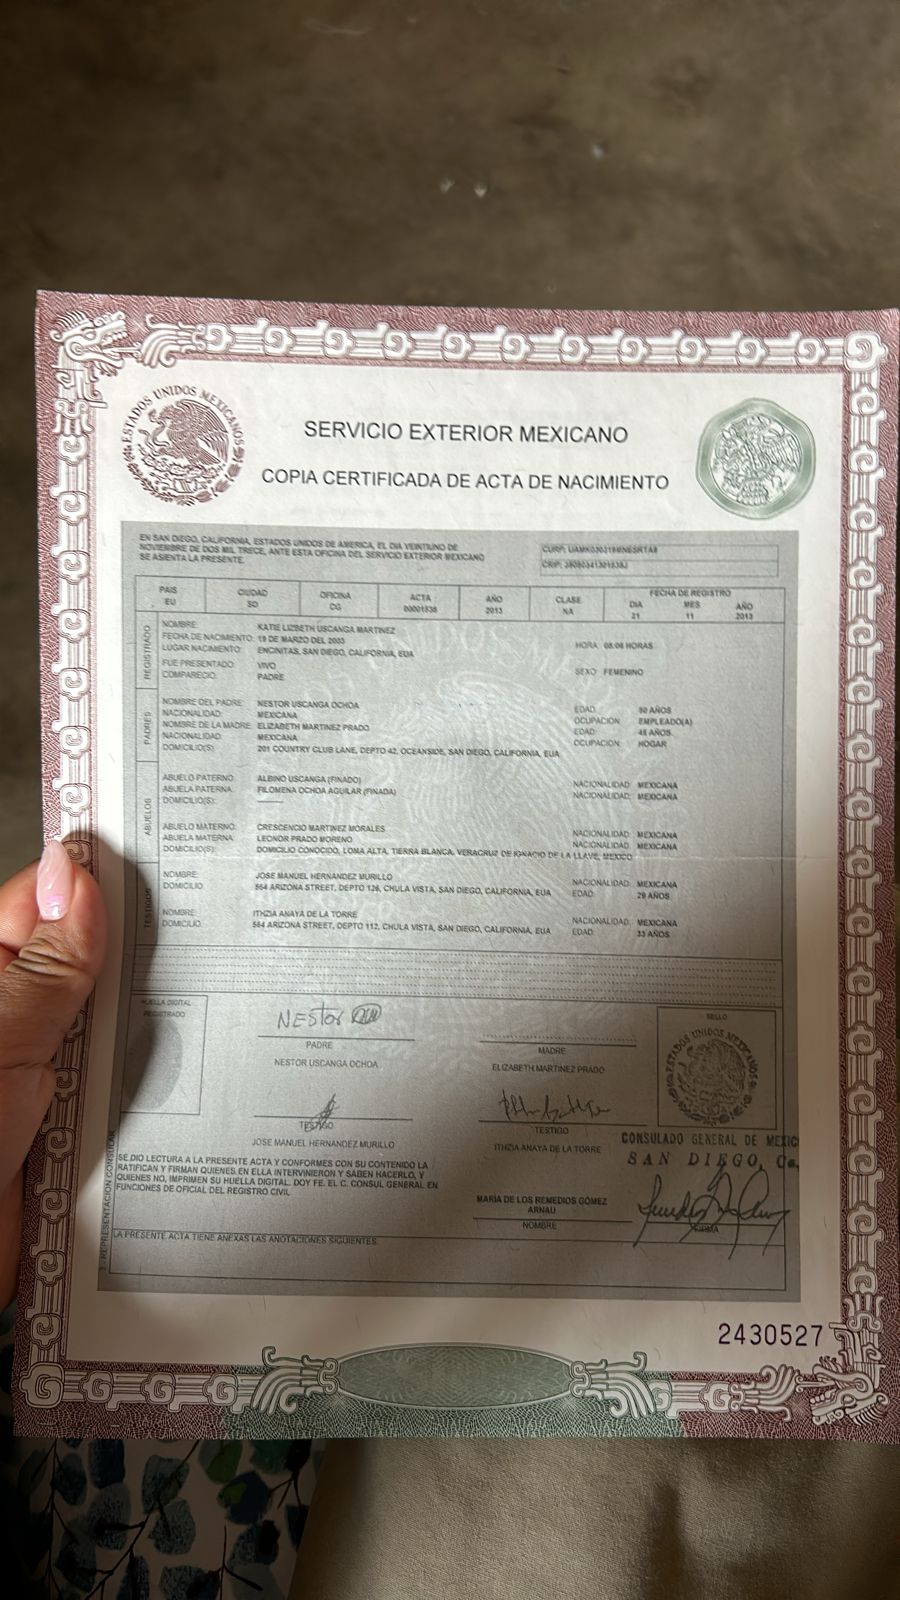 ESTADOS UNIDOS MEXICANOS
SERVICIO EXTERIOR MEXICANO
COPIA CERTIFICADA DE ACTA DE NACIMIENTO
EN SAN DIEGO, CALIFORNIA, ESTADOS UNIDOS DE AMERICA, EL DIA VEINTIUNO DE
NOVIEMBRE DE DOS MIL TRECE, ANTE ESTA OFICINA DEL SERVICIO EXTERIOR MEXICANO
SE ASIENTA LA PRESENTE.
CURP:
CRIP:
PAIS CIUDAD OFICINA ACTA AÑO CLASE FECHA DE REGISTRO
DIA MES AÑO
EU SD CG 00001538 2013 NA 21 11 2013
REGISTRADO
NOMBRE: KATIE LIZBETH USCANGA MARTINEZ
FECHA DE NACIMIENTO: 19 DE MARZO DEL 2003 HORA: 08:06 HORAS
LUGAR NACIMIENTO: ENCINITAS, SAN DIEGO, CALIFORNIA, EUA
FUE PRESENTADO: VIVO SEXO: FEMENINO
COMPARECIO: PADRE
PADRES
NOMBRE DEL PADRE: NESTOR USCANGA OCHOA EDAD: 50 AÑOS
NACIONALIDAD: MEXICANA OCUPACION: EMPLEADO(A)
NOMBRE DE LA MADRE: ELIZABETH MARTINEZ PRADO EDAD: AÑOS
NACIONALIDAD: MEXICANA OCUPACION: HOGAR
DOMICILIO(S): 201 COUNTRY CLUB LANE, DEPTO 42, OCEANSIDE, SAN DIEGO, CALIFORNIA, EUA
ABUELOS
ABUELO PATERNO: ALBINO USCANGA (FINADO) NACIONALIDAD: MEXICANA
ABUELA PATERNA: FILOMENA OCHOA AGUILAR (FINADA) NACIONALIDAD: MEXICANA
DOMICILIO(S): ------
ABUELO MATERNO: CRESCENCIO MARTINEZ MORALES NACIONALIDAD: MEXICANA
ABUELA MATERNA: LEONOR PRADO MORENO NACIONALIDAD: MEXICANA
DOMICILIO(S): DOMICILIO CONOCIDO, LOMA ALTA, TIERRA BLANCA, VERACRUZ DE IGNACIO DE LA LLAVE, MEXICO
TESTIGOS
NOMBRE: JOSE MANUEL HERNANDEZ MURILLO NACIONALIDAD: MEXICANA
DOMICILIO 564 ARIZONA STREET, DEPTO 126, CHULA VISTA, SAN DIEGO, CALIFORNIA, EUA EDAD: 29 AÑOS
NOMBRE: ITHZIA ANAYA DE LA TORRE NACIONALIDAD: MEXICANA
DOMICILIO: 564 ARIZONA STREET, DEPTO 112, CHULA VISTA, SAN DIEGO, CALIFORNIA, EUA EDAD: 33 AÑOS
HUELLA DIGITAL
REGISTRADO
NEStor
PADRE
NESTOR USCANGA OCHOA
MADRE
ELIZABETH MARTINEZ PRADO
SELLO
ESTADOS UNIDOS MEXICANOS
TESTIGO
JOSE MANUEL HERNANDEZ MURILLO
TESTIGO
ITHZIA ANAYA DE LA TORRE
CONSULADO GENERAL DE MEXIC
SAN DIEGO, Ca.
SE DIO LECTURA A LA PRESENTE ACTA Y CONFORMES CON SU CONTENIDO LA
RATIFICAN Y FIRMAN QUIENES EN ELLA INTERVINIERON Y SABEN HACERLO, Y
QUIENES NO, IMPRIMEN SU HUELLA DIGITAL. DOY FE. EL C. CONSUL GENERAL EN
FUNCIONES DE OFICIAL DEL REGISTRO CIVIL
MARIA DE LOS REMEDIOS GÓMEZ
ARNAU
NOMBRE
FIRMA
REPRESENTACION CONSULAR
LA PRESENTE ACTA TIENE ANEXAS LAS ANOTACIONES SIGUIENTES:
2430527